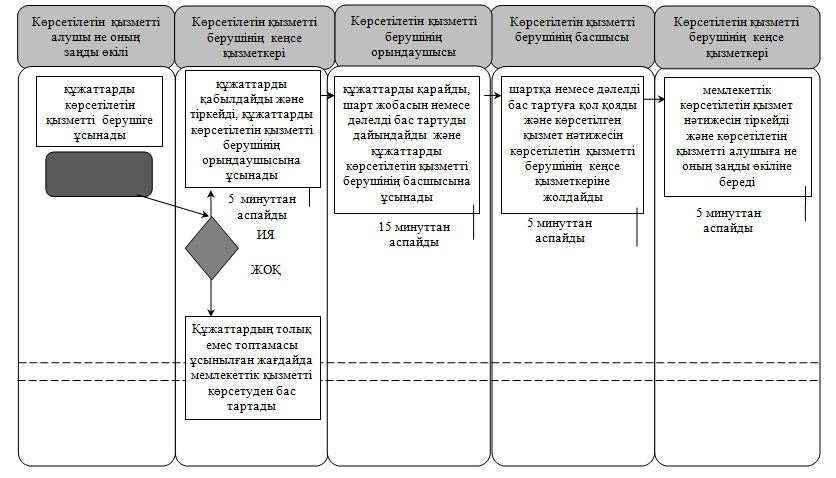 Көрсетілетін қызметті
алушы не оның
заңды өкілі
Көрсетілетін қызметті
берушінің кеңсе
қызметкері
Көрсетілетін қызметті
берушінің
орындаушысы
Көрсетілетін қызметті
берушінің басшысы
Көрсетілетін қызметті
берушінің кеңсе
қызметкері
құжаттарды
көрсетілетін
қызметті берушіге
ұсынады
құжаттарды
қабылдайды және
тіркейді, құжаттарды
көрсетілетін қызметті
берушінің
орындаушысына
ұсынады
5 минуттан
аспайды
ИЯ
ЖОҚ
Құжаттардың толық
емес топтамасы
ұсынылған жағдайда
мемлекеттік қызметті
көрсетуден бас
тартады
құжаттарды қарайды,
шарт жобасын немесе
дәлелді бас тартуды
дайындайды және
құжаттарды
көрсетілетін қызметті
берушінің басшысына
ұсынады
15 минуттан
аспайды
шартқа немесе дәлелді
бас тартуға қол қояды
және көрсетілген
қызмет нәтижесін
көрсетілетін қызметті
берушінің кеңсе
қызметкеріне
жолдайды
5 минуттан
аспайды
мемлекеттік
көрсетілетін қызмет
нәтижесін тіркейді
және көрсетілетін
қызметті алушыға не
оның заңды өкіліне
береді
5 минуттан
аспайды